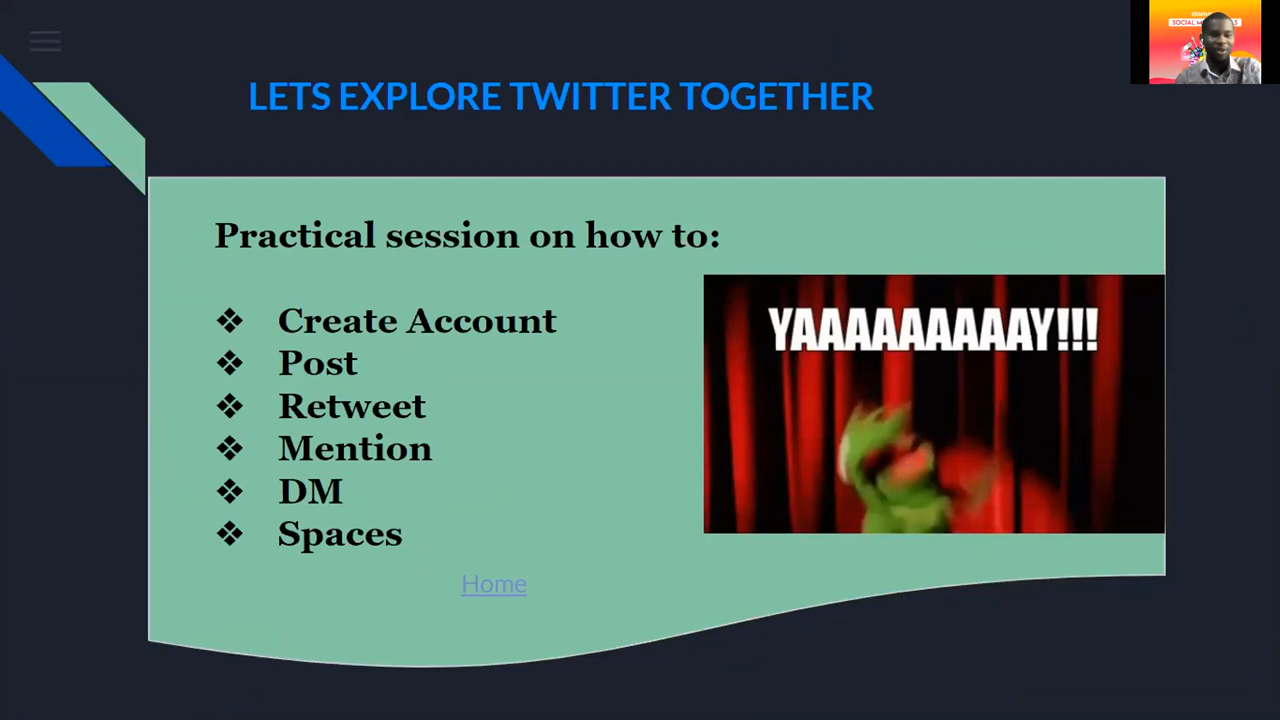 LETS EXPLORE TWITTER TOGETHER
Practical session on how to:
❖ Create Account
❖ Post
❖ Retweet
❖ Mention
❖ DM
❖ Spaces
YAAAAAAAAAY!!!
Home